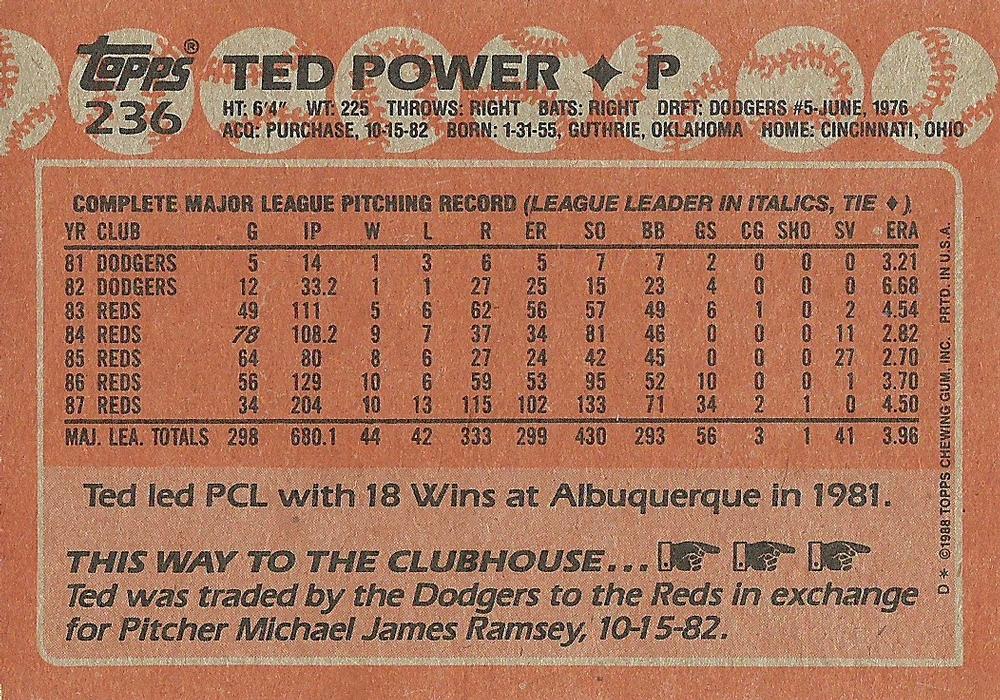 topps®
236
TED POWER ✦ P
HT: 6'4" WT: 225 THROWS: RIGHT BATS: RIGHT DRFT: DODGERS #5-JUNE, 1976
ACQ: PURCHASE, 10-15-82 BORN: 1-31-55, GUTHRIE, OKLAHOMA HOME: CINCINNATI, OHIO
COMPLETE MAJOR LEAGUE PITCHING RECORD (LEAGUE LEADER IN ITALICS, TIE ♦)
YR CLUB G IP W L R ER SO BB GS CG SHO SV ERA
81 DODGERS 5 14 1 3 6 5 7 7 2 0 0 0 3.21
82 DODGERS 12 33.2 1 1 27 25 15 23 4 0 0 0 6.68
83 REDS 49 111 5 6 62 56 57 49 6 1 0 2 4.54
84 REDS 78 108.2 9 7 37 34 81 46 0 0 0 11 2.82
85 REDS 64 80 8 6 27 24 42 45 0 0 0 27 2.70
86 REDS 56 129 10 6 59 53 95 52 10 0 0 1 3.70
87 REDS 34 204 10 13 115 102 133 71 34 2 1 0 4.50
MAJ. LEA. TOTALS 298 680.1 44 42 333 299 430 293 56 3 1 41 3.96
Ted led PCL with 18 Wins at Albuquerque in 1981.
THIS WAY TO THE CLUBHOUSE...
Ted was traded by the Dodgers to the Reds in exchange
for Pitcher Michael James Ramsey, 10-15-82.
D* ©1988 TOPPS CHEWING GUM, INC. PRTD. IN U.S.A.